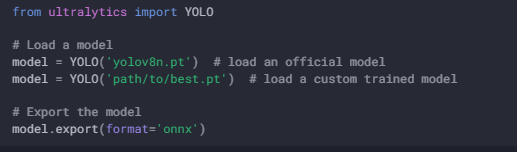 from ultralytics import YOLO
# Load a model
model = YOLO('yolov8n.pt')  # load an official model
model = YOLO('path/to/best.pt')  # load a custom trained model
# Export the model
model.export(format='onnx')